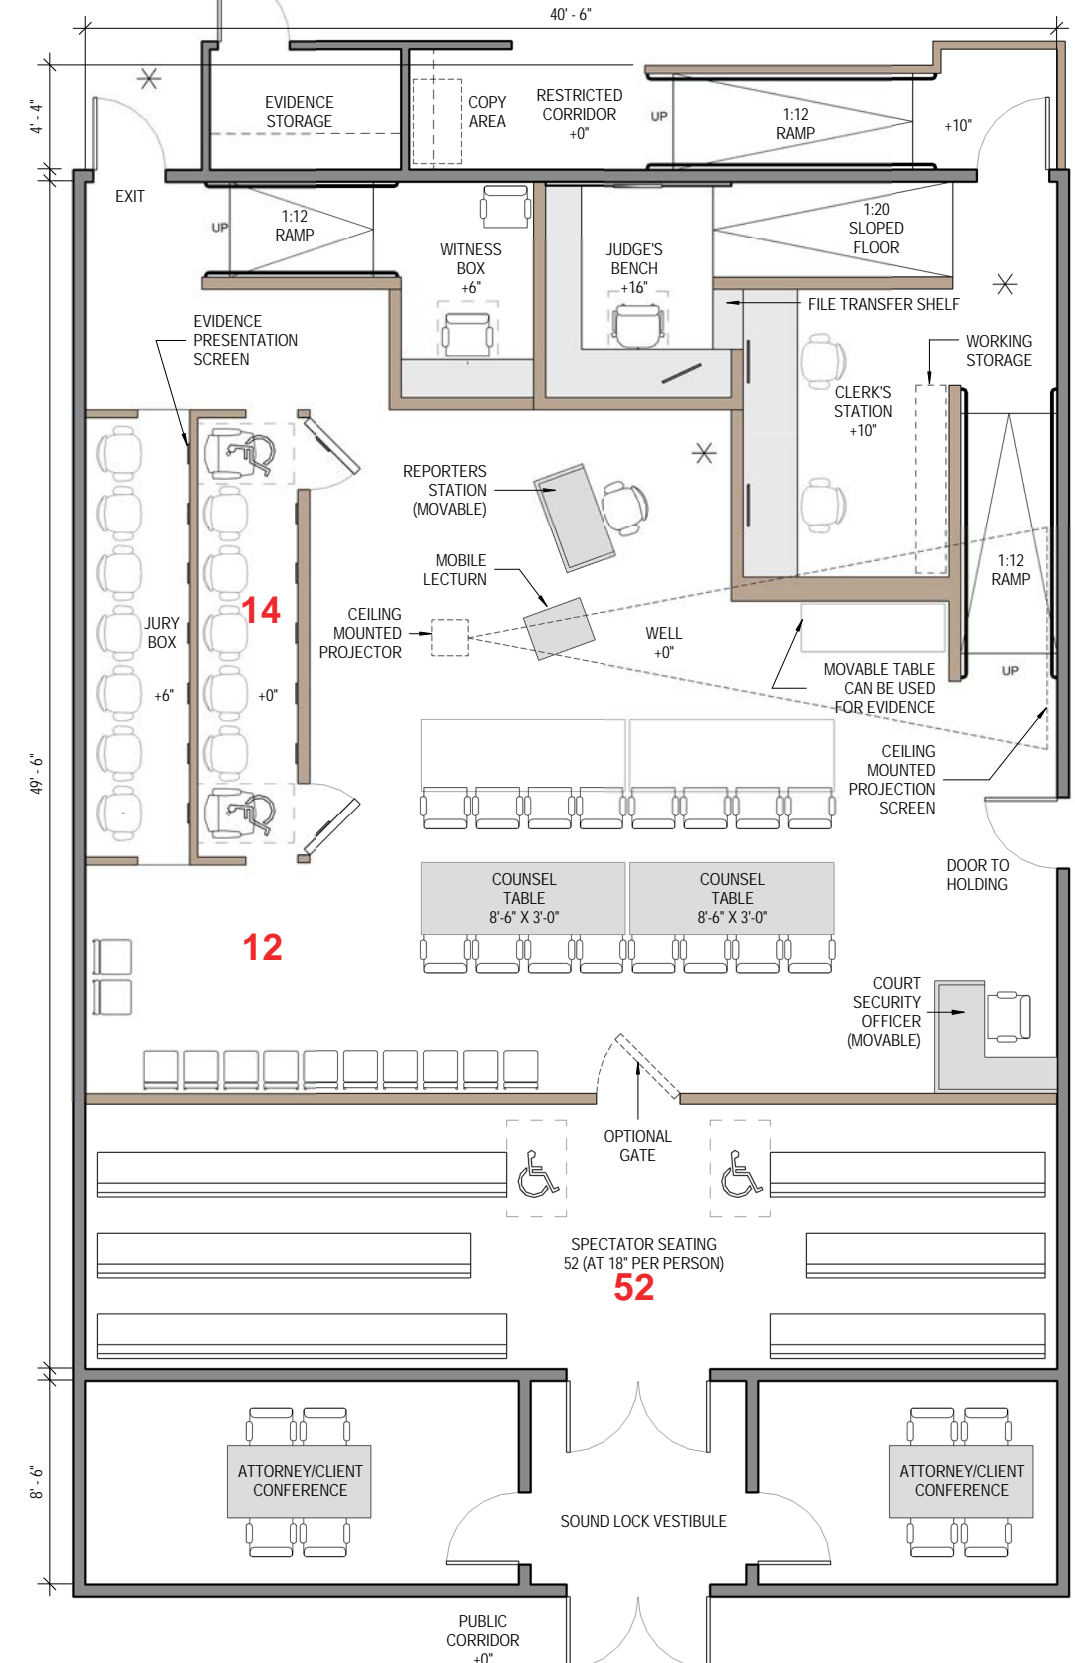 40' - 6"
4' - 4"
EVIDENCE
STORAGE
COPY
AREA
RESTRICTED
CORRIDOR
+0"
UP
1:12
RAMP
+10"
EXIT
UP
1:12
RAMP
WITNESS
BOX
+6"
JUDGE'S
BENCH
+16"
1:20
SLOPED
FLOOR
FILE TRANSFER SHELF
EVIDENCE
PRESENTATION
SCREEN
WORKING
STORAGE
CLERK'S
STATION
+10"
REPORTERS
STATION
(MOVABLE)
MOBILE
LECTURN
1:12
RAMP
14
CEILING
MOUNTED
PROJECTOR
JURY
BOX
+6"
+0"
WELL
+0"
UP
MOVABLE TABLE
CAN BE USED
FOR EVIDENCE
49' - 6"
CEILING
MOUNTED
PROJECTION
SCREEN
COUNSEL
TABLE
8'-6" X 3'-0"
COUNSEL
TABLE
8'-6" X 3'-0"
DOOR TO
HOLDING
12
COURT
SECURITY
OFFICER
(MOVABLE)
OPTIONAL
GATE
SPECTATOR SEATING
52 (AT 18" PER PERSON)
52
8' - 6"
ATTORNEY/CLIENT
CONFERENCE
ATTORNEY/CLIENT
CONFERENCE
SOUND LOCK VESTIBULE
PUBLIC
CORRIDOR
+0"